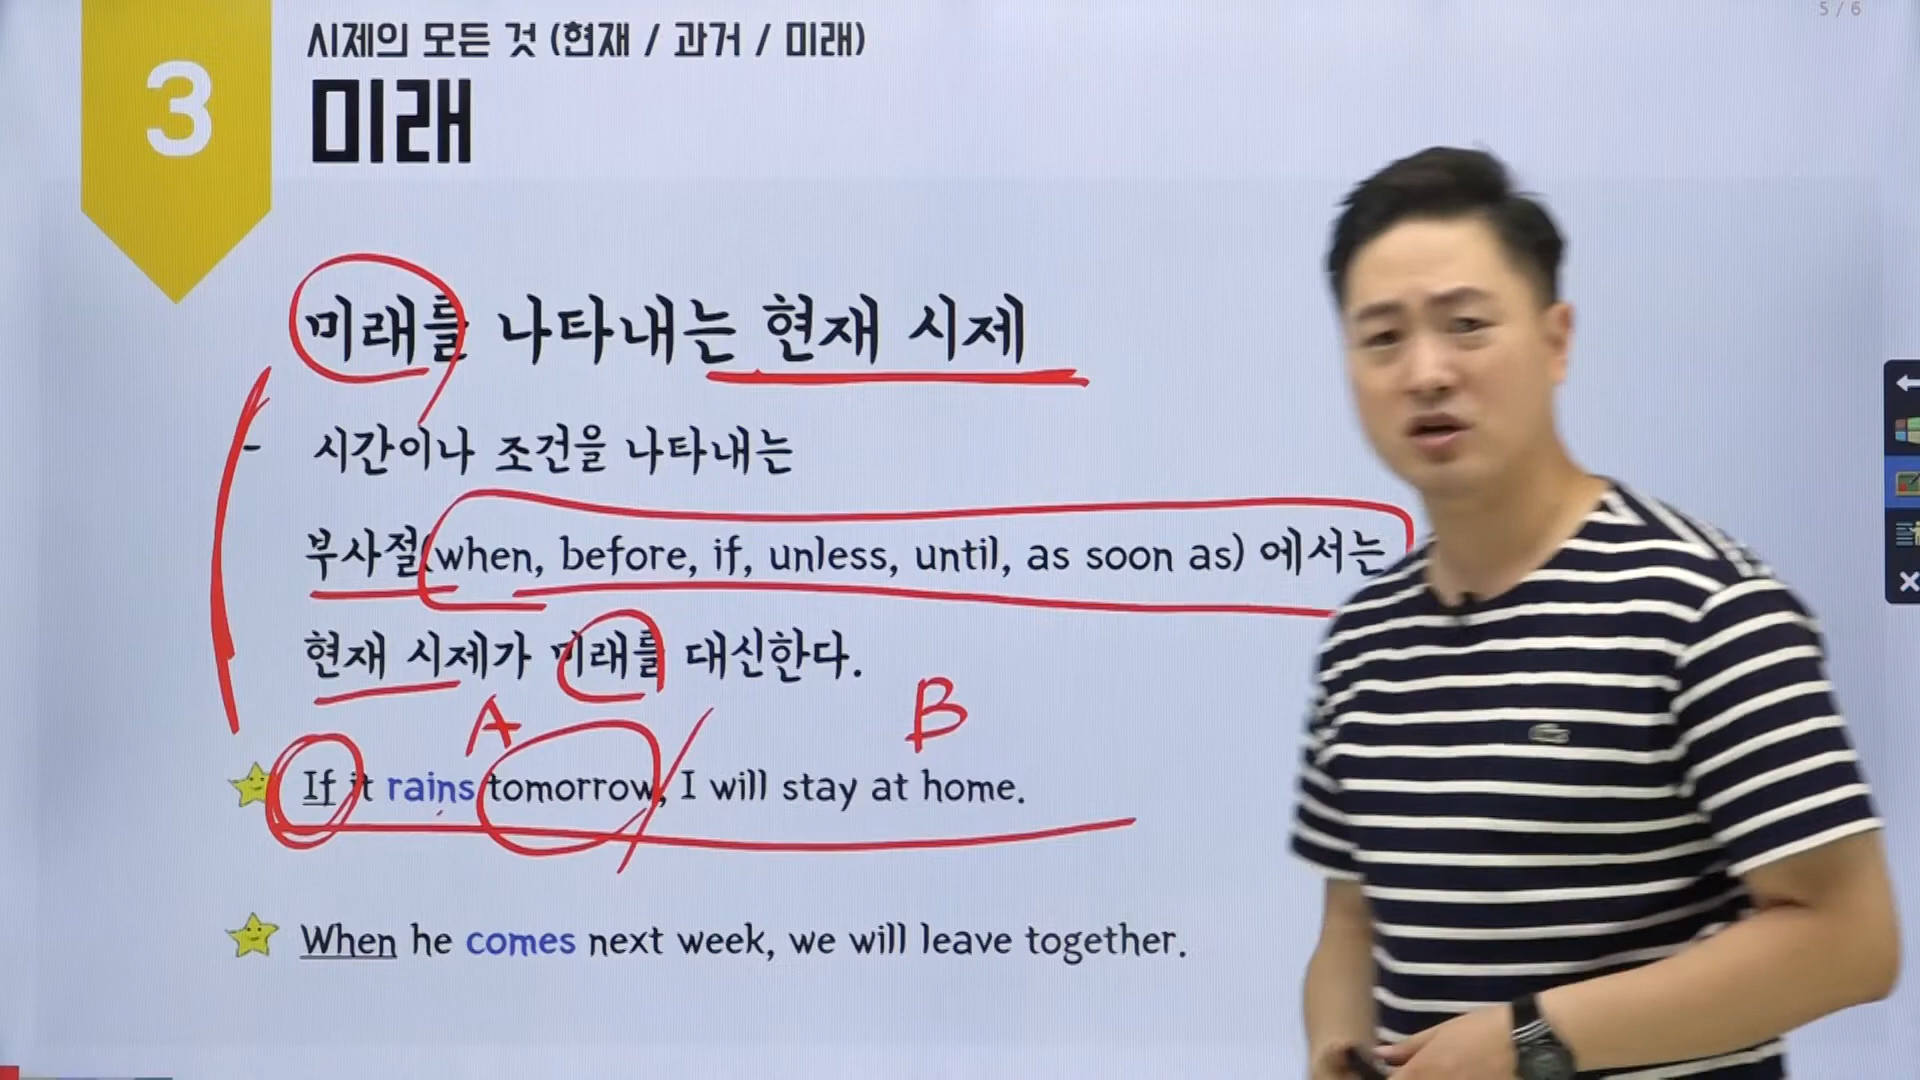 5 / 6
시제의 모든 것 (현재 / 과거 / 미래)
3
미래
미래를 나타내는 현재 시제
- 시간이나 조건을 나타내는
부사절(when, before, if, unless, until, as soon as) 에서는
현재 시제가 미래를 대신한다.
A B
If it rains tomorrow, I will stay at home.
When he comes next week, we will leave together.